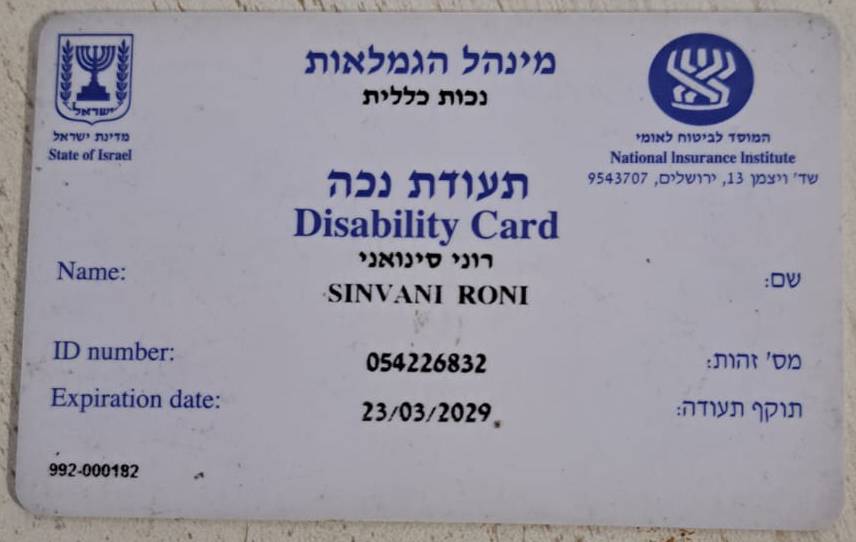 מינהל הגמלאות
נכות כללית
ישראל
מדינת ישראל
State of Israel
המוסד לביטוח לאומי
National Insurance Institute
שד' ויצמן 13, ירושלים, 9543707
תעודת נכה
Disability Card
רוני סינואני
Name: SINVANI RONI שם:
ID number: 054226832 מס' זהות:
Expiration date: 23/03/2029 תוקף תעודה:
992-000182